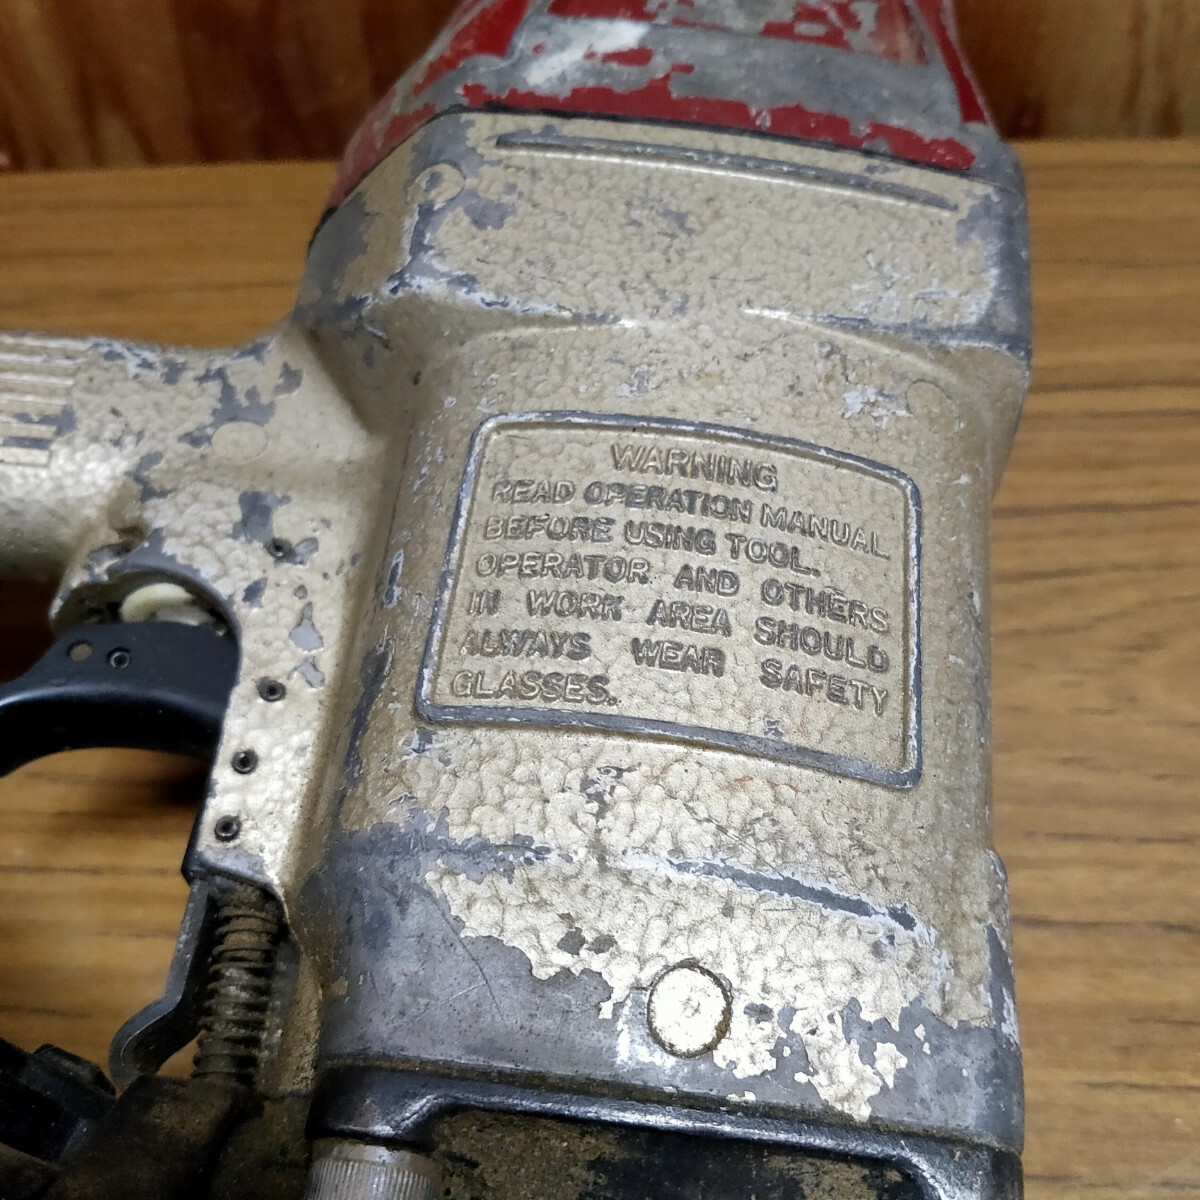 WARNING
READ OPERATION MANUAL
BEFORE USING TOOL.
OPERATOR AND OTHERS
IN WORK AREA SHOULD
ALWAYS WEAR SAFETY
GLASSES.